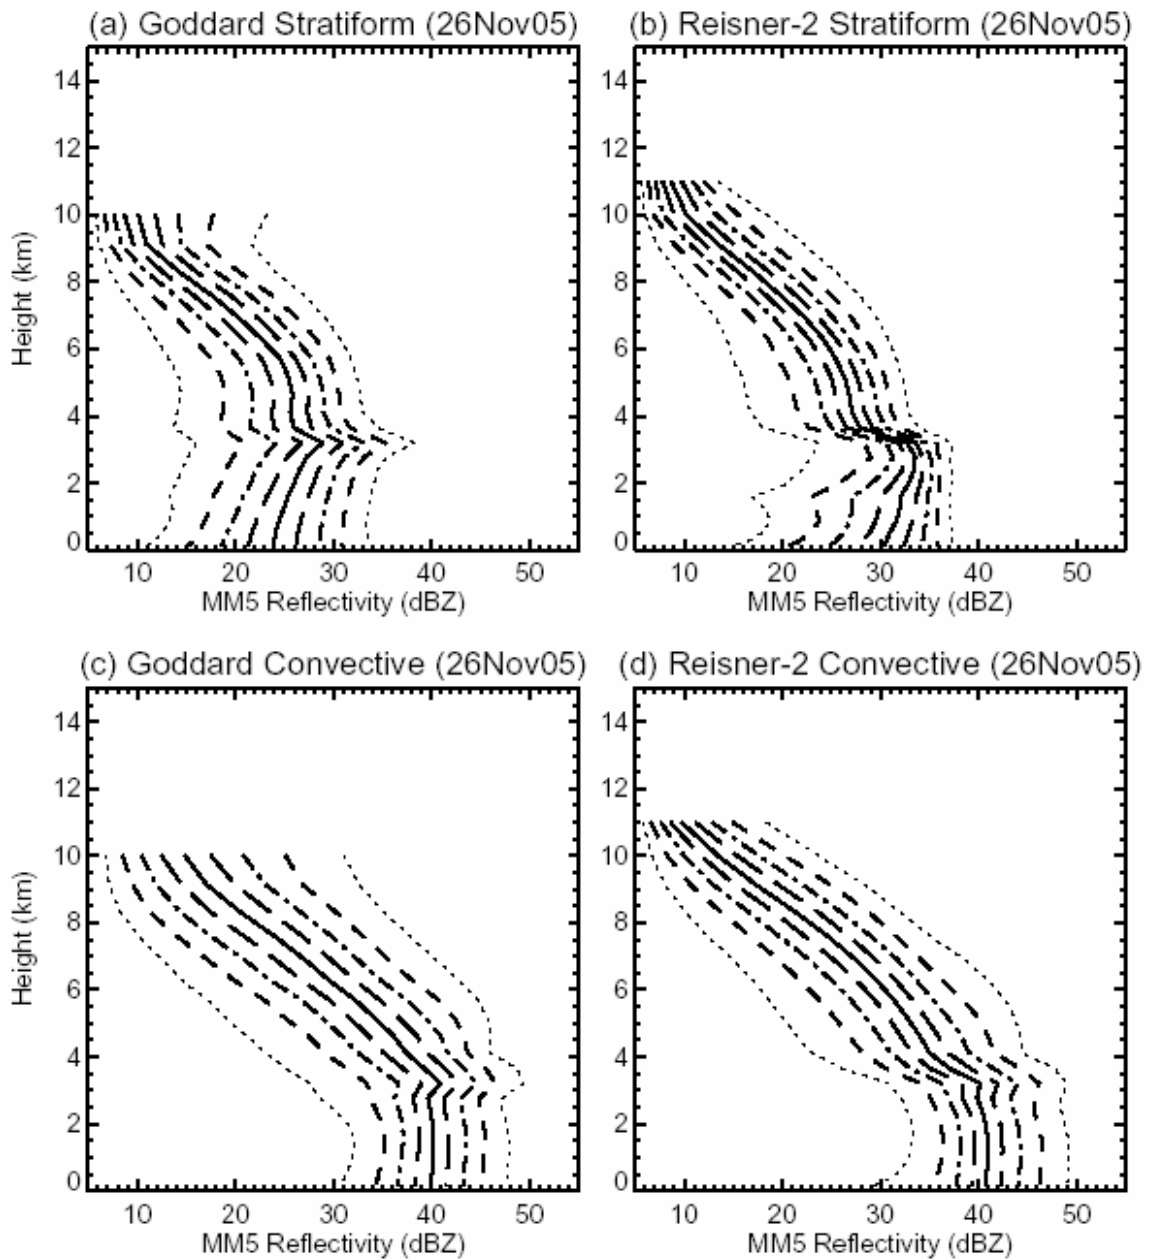 (a) Goddard Stratiform (26Nov05)
(b) Reisner-2 Stratiform (26Nov05)
Height (km)
14
12
10
8
6
4
2
0
10 20 30 40 50
MM5 Reflectivity (dBZ)
14
12
10
8
6
4
2
0
10 20 30 40 50
MM5 Reflectivity (dBZ)
(c) Goddard Convective (26Nov05)
(d) Reisner-2 Convective (26Nov05)
Height (km)
14
12
10
8
6
4
2
0
10 20 30 40 50
MM5 Reflectivity (dBZ)
14
12
10
8
6
4
2
0
10 20 30 40 50
MM5 Reflectivity (dBZ)